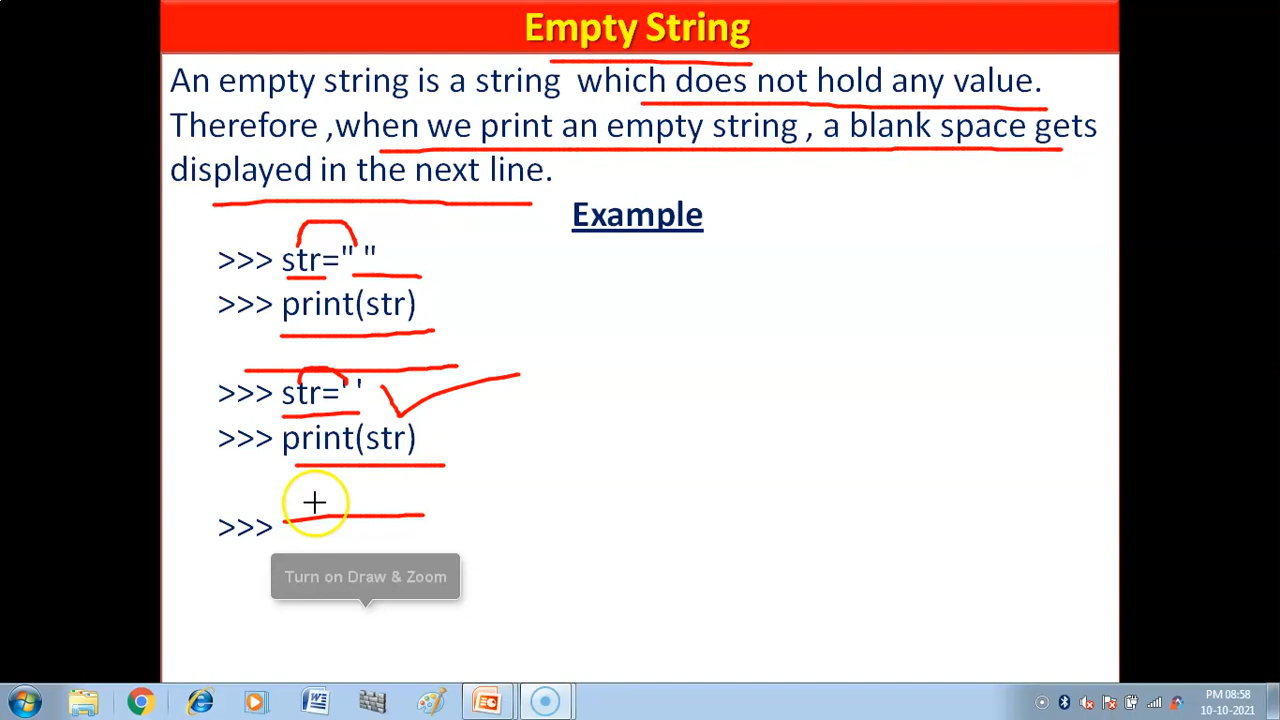 Empty String
An empty string is a string which does not hold any value.
Therefore ,when we print an empty string , a blank space gets
displayed in the next line.
Example
>>> str=" "
>>> print(str)
>>> str=' '
>>> print(str)
>>>
Turn on Draw & Zoom
PM 08:58
10-10-2021